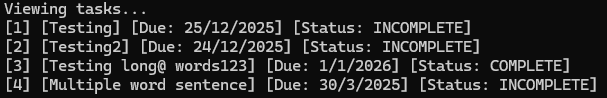 Viewing tasks...
[1] [Testing] [Due: 25/12/2025] [Status: INCOMPLETE]
[2] [Testing2] [Due: 24/12/2025] [Status: INCOMPLETE]
[3] [Testing long@ words123] [Due: 1/1/2026] [Status: COMPLETE]
[4] [Multiple word sentence] [Due: 30/3/2025] [Status: INCOMPLETE]